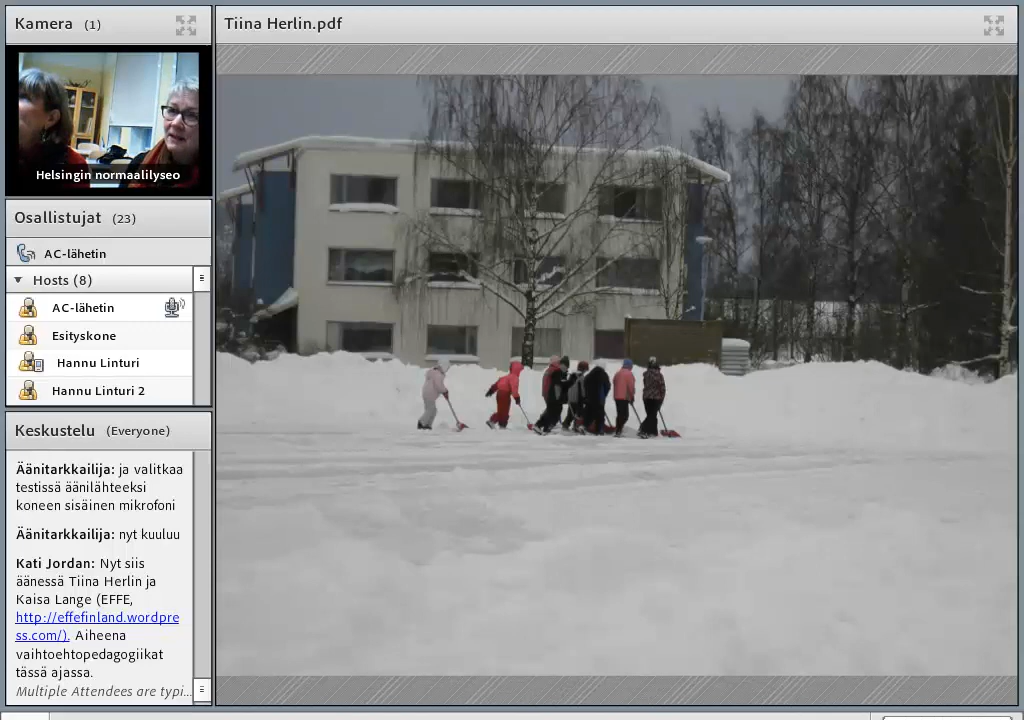 Kamera (1)
Tiina Herlin.pdf
Helsingin normaalilyseo
Osallistujat (23)
AC-lähetin
Hosts (8)
AC-lähetin
Esityskone
Hannu Linturi
Hannu Linturi 2
Keskustelu (Everyone)
Äänitarkkailija: ja valitkaa
testissä äänilähteeksi
koneen sisäinen mikrofoni
Äänitarkkailija: nyt kuuluu
Kati Jordan: Nyt siis
äänessä Tiina Herlin ja
Kaisa Lange (EFFE,
http://effefinland.wordpre
ss.com/). Aiheena
vaihtoehtopedagogiikat
tässä ajassa.
Multiple Attendees are typi...